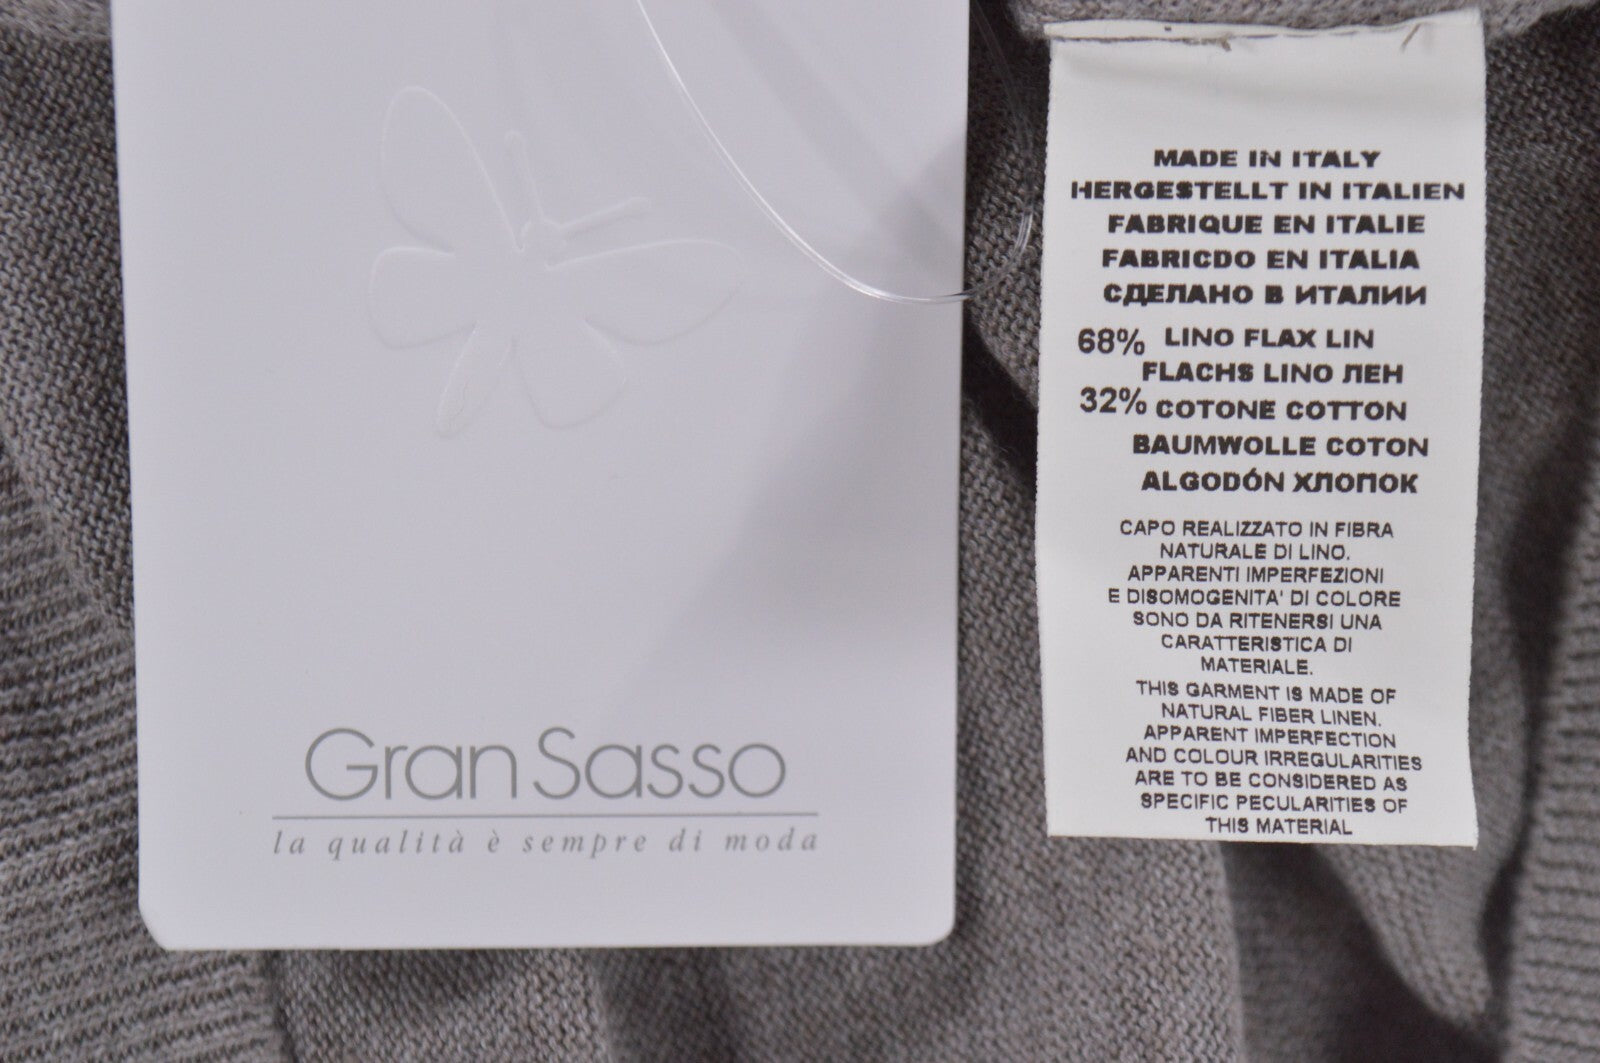 Gran Sasso
la qualità è sempre di moda
MADE IN ITALY
HERGESTELLT IN ITALIEN
FABRIQUE EN ITALIE
FABRICDO EN ITALIA
СДЕЛАНО В ИТАЛИИ
68% LINO FLAX LIN
FLACHS LINO ЛЕН
32% COTONE COTTON
BAUMWOLLE COTON
ALGODÓN ХЛОПОК
CAPO REALIZZATO IN FIBRA
NATURALE DI LINO.
APPARENTI IMPERFEZIONI
E DISOMOGENITA' DI COLORE
SONO DA RITENERSI UNA
CARATTERISTICA DI
MATERIALE.
THIS GARMENT IS MADE OF
NATURAL FIBER LINEN.
APPARENT IMPERFECTION
AND COLOUR IRREGULARITIES
ARE TO BE CONSIDERED AS
SPECIFIC PECULARITIES OF
THIS MATERIAL